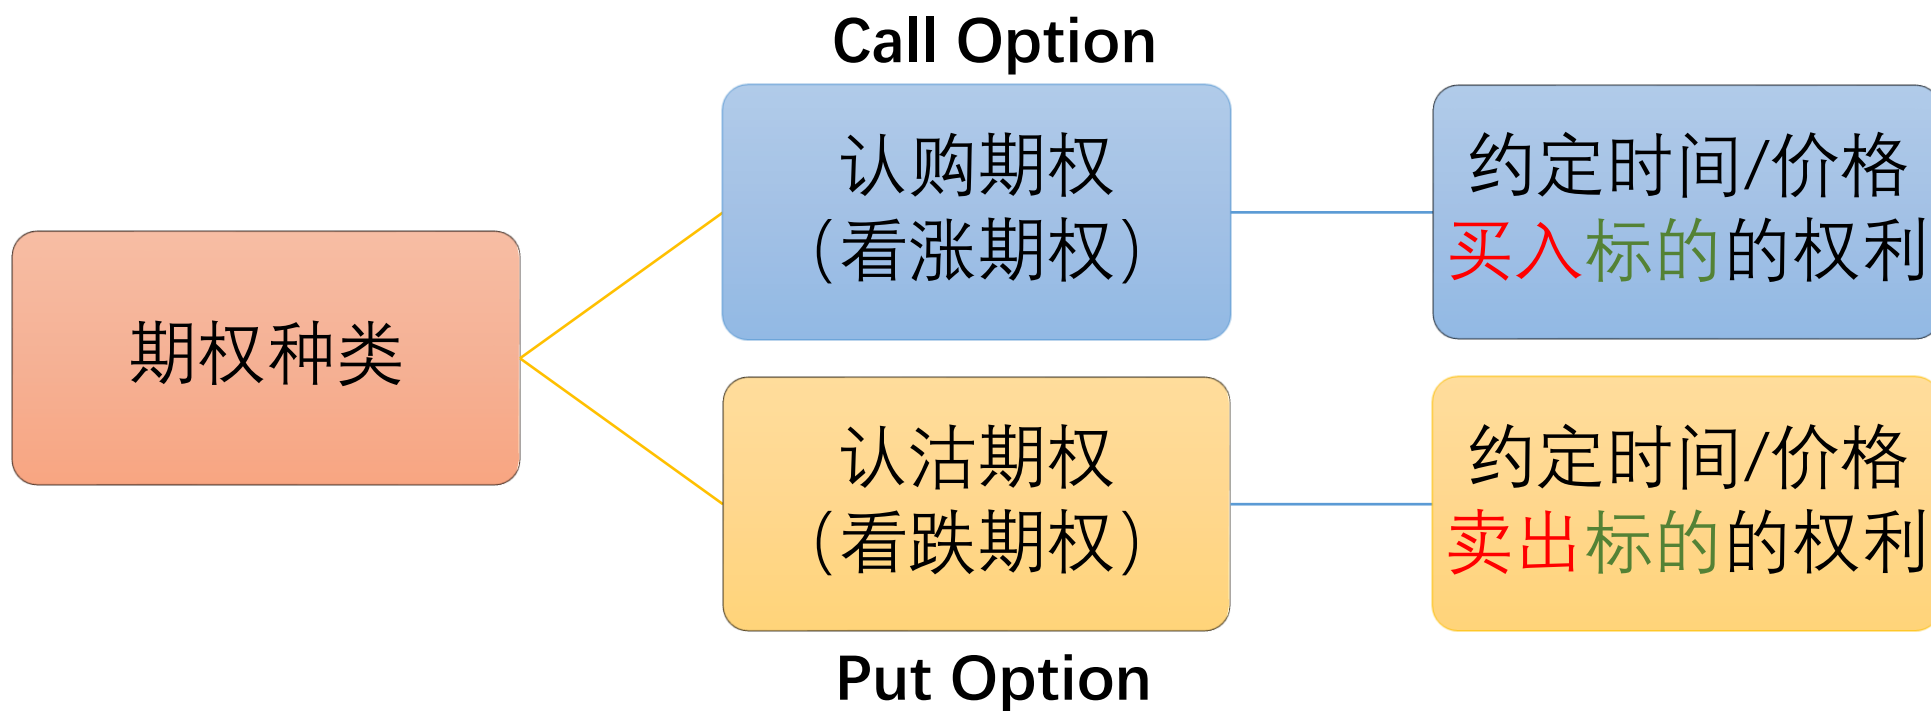 Call Option
认购期权
（看涨期权）
约定时间/价格
买入标的的权利
期权种类
认沽期权
（看跌期权）
约定时间/价格
卖出标的的权利
Put Option